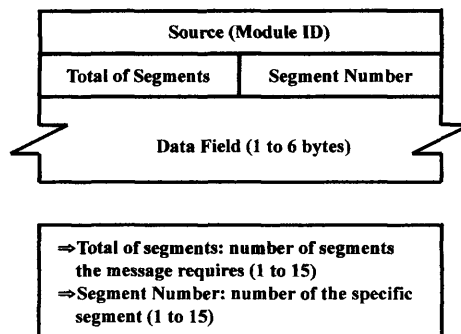 Source (Module ID)
Total of Segments
Segment Number
Data Field (1 to 6 bytes)
⇒Total of segments: number of segments
the message requires (1 to 15)
⇒Segment Number: number of the specific
segment (1 to 15)